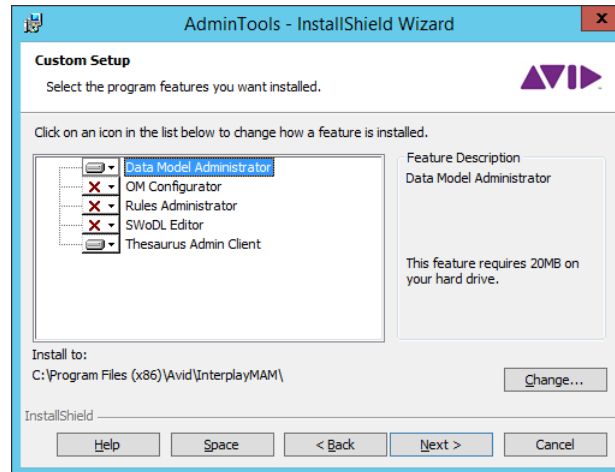 AdminTools - InstallShield Wizard
Custom Setup
Select the program features you want installed.
AVID
Click on an icon in the list below to change how a feature is installed.
Data Model Administrator
OM Configurator
Rules Administrator
SWoDL Editor
Thesaurus Admin Client
Feature Description
Data Model Administrator
This feature requires 20MB on
your hard drive.
Install to:
C:\Program Files (x86)\Avid\InterplayMAM\
Change...
InstallShield
Help
Space
< Back
Next >
Cancel